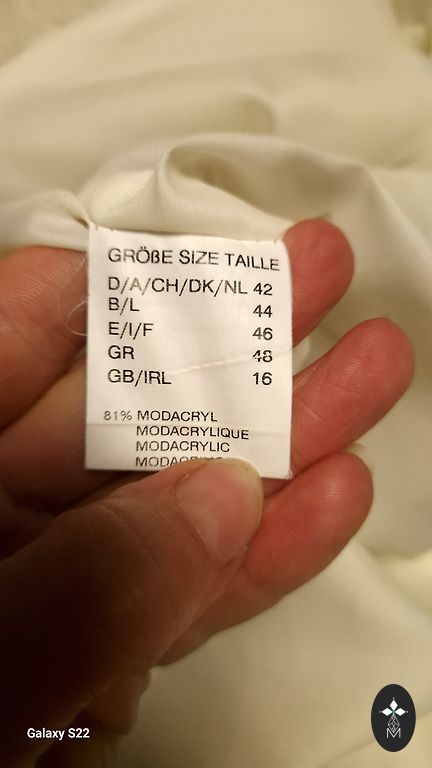 GRÖßE SIZE TAILLE
D/A/CH/DK/NL 42
B/L 44
E/I/F 46
GR 48
GB/IRL 16
81% MODACRYL
MODACRYLIQUE
MODACRYLIC
Galaxy S22
M